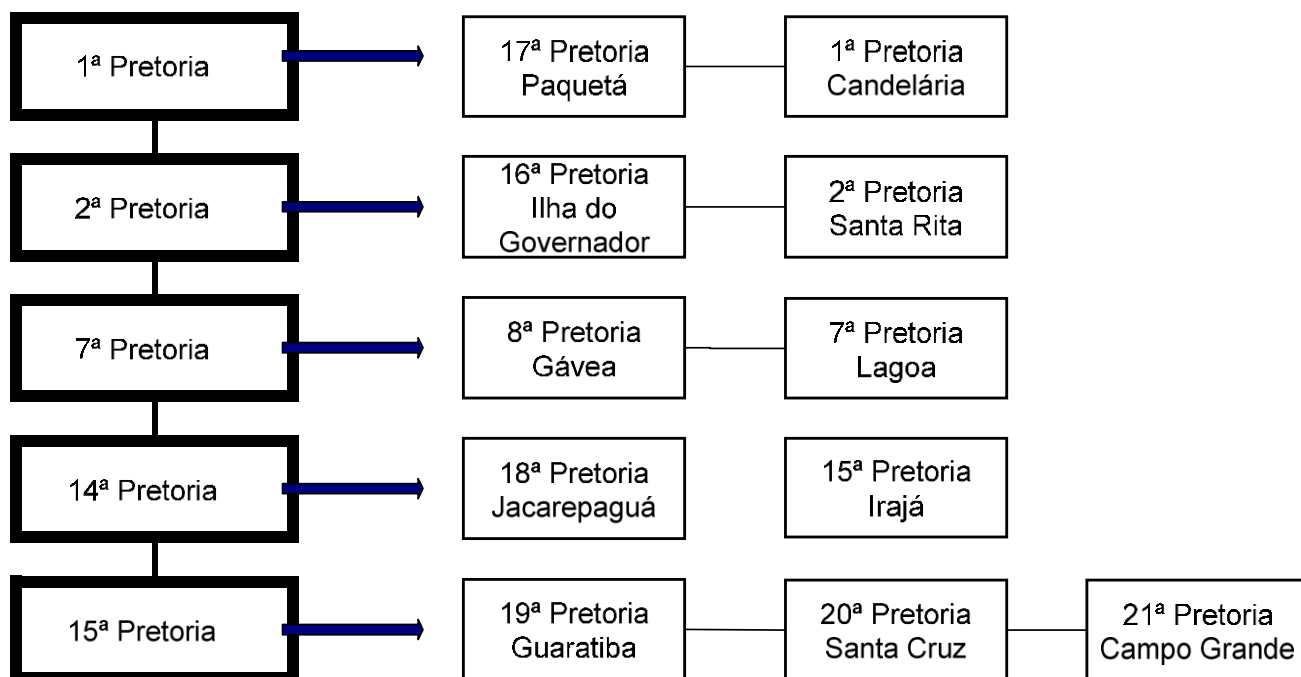 1ª Pretoria
17ª Pretoria
Paquetá
1ª Pretoria
Candelária
2ª Pretoria
16ª Pretoria
Ilha do
Governador
2ª Pretoria
Santa Rita
7ª Pretoria
8ª Pretoria
Gávea
7ª Pretoria
Lagoa
14ª Pretoria
18ª Pretoria
Jacarepaguá
15ª Pretoria
Irajá
15ª Pretoria
19ª Pretoria
Guaratiba
20ª Pretoria
Santa Cruz
21ª Pretoria
Campo Grande